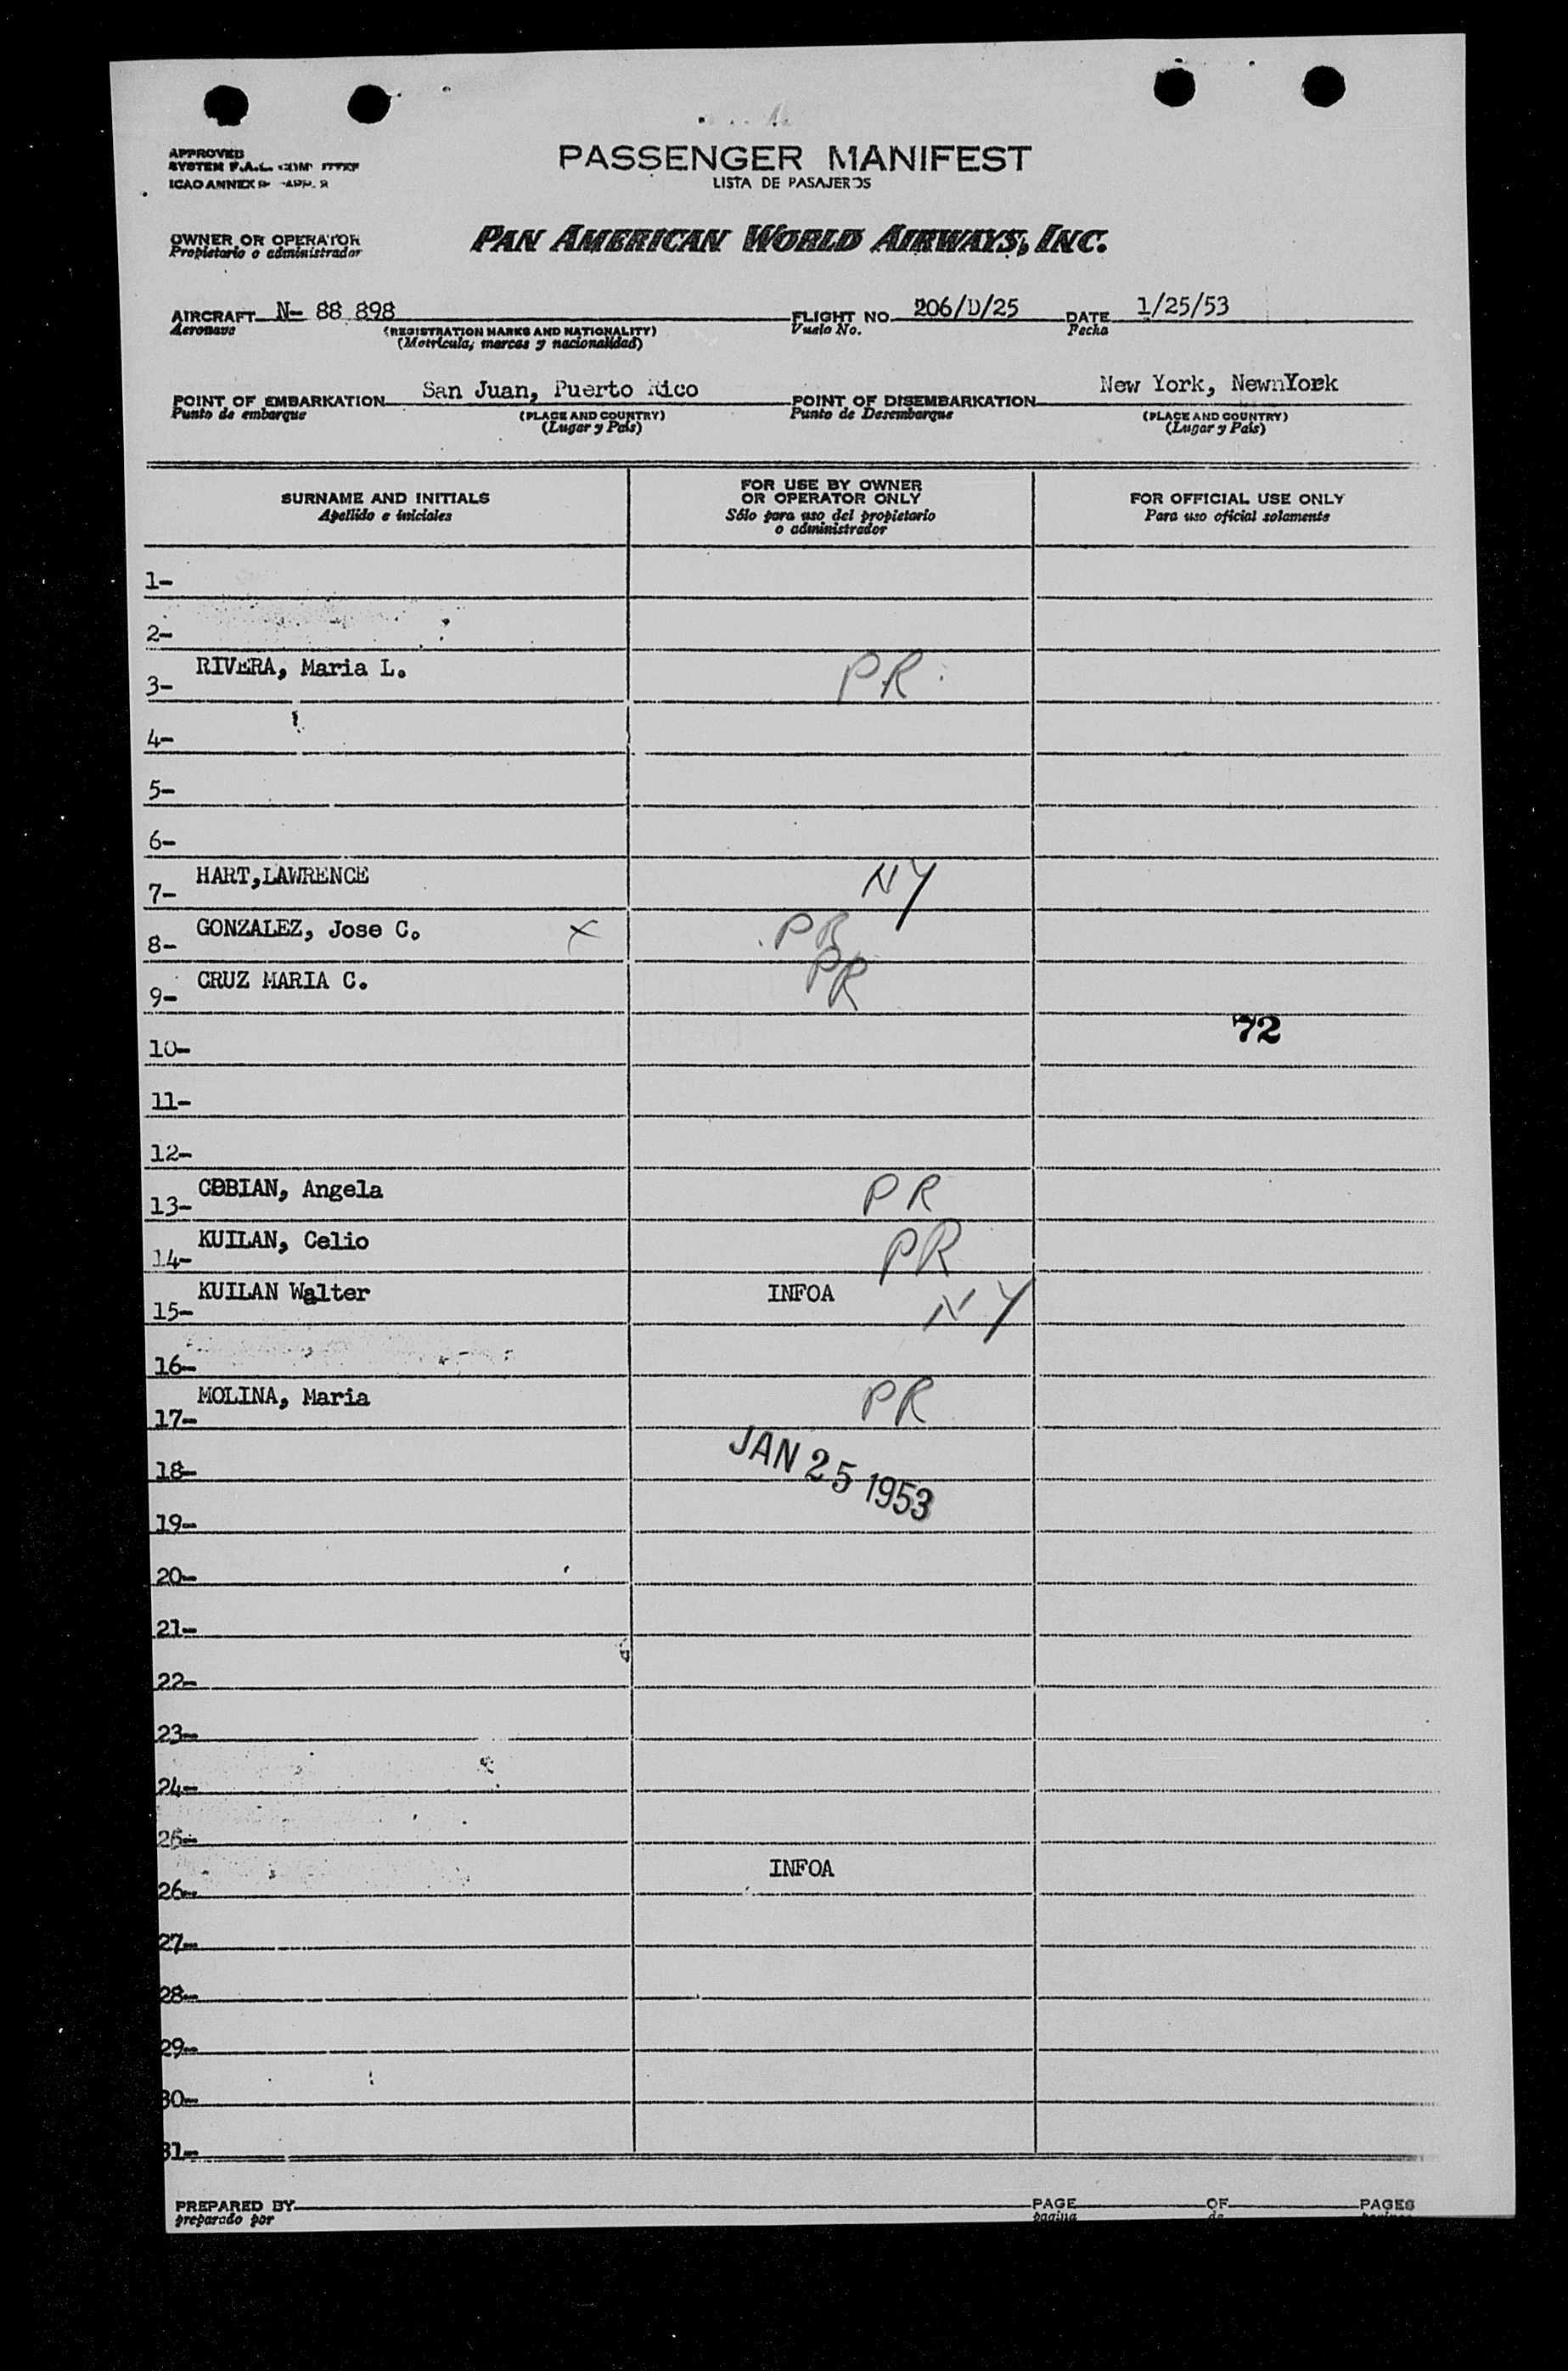 PASSENGER MANIFEST
LISTA DE PASAJEROS
APPROVED
SYSTEM F.A.L.
ICAO ANNEX
OWNER OR OPERATOR
Propietario o administrador
PAN AMERICAN WORLD AIRWAYS, INC.
AIRCRAFT N- 88 898 FLIGHT NO. 206/D/25 DATE 1/25/53
Aeronave (REGISTRATION MARKS AND NATIONALITY) Vuelo No. Fecha
(Matricula, marcas y nacionalidad)
POINT OF EMBARKATION San Juan, Puerto Rico POINT OF DISEMBARKATION New York, NewnYork
Punto de embarque (PLACE AND COUNTRY) Punto de Desembarque (PLACE AND COUNTRY)
(Lugar y País) (Lugar y País)
SURNAME AND INITIALS
Apellido e iniciales
FOR USE BY OWNER
OR OPERATOR ONLY
Sólo para uso del propietario
o administrador
FOR OFFICIAL USE ONLY
Para uso oficial solamente
1-
2-
3- RIVERA, Maria L. PR
4-
5-
6-
7- HART,LAWRENCE NY
8- GONZALEZ, Jose C. X PR
9- CRUZ MARIA C. PR
72
10-
11-
12-
13- COBIAN, Angela PR
14- KUILAN, Celio PR
15- KUILAN Walter INFOA NY
16-
17- MOLINA, Maria PR
JAN 25 1953
18-
19-
20-
21-
22-
23-
24-
25-
26- INFOA
27-
28-
29-
30-
31-
PREPARED BY PAGE OF PAGES
preparado por pagina de